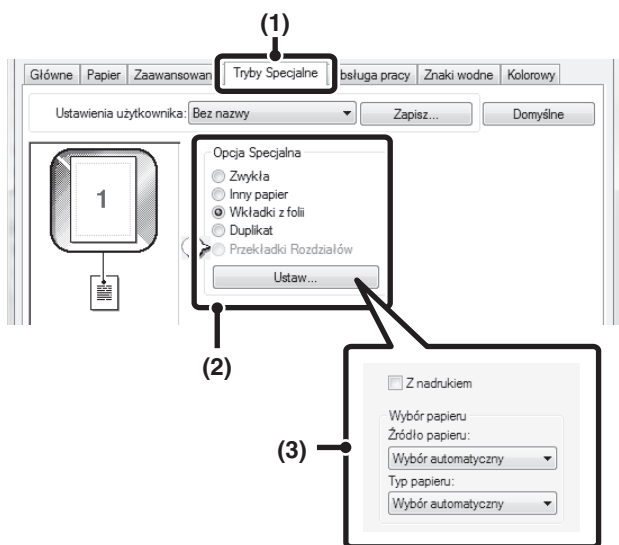 (1)
Główne Papier Zaawansowan Tryby Specjalne bsługa pracy Znaki wodne Kolorowy
Ustawienia użytkownika: Bez nazwy Zapisz... Domyślne
1
Opcja Specjalna
Zwykła
Inny papier
Wkładki z folii
Duplikat
Przekładki Rozdziałów
Ustaw...
(2)
(3)
Z nadrukiem
Wybór papieru
Źródło papieru:
Wybór automatyczny
Typ papieru:
Wybór automatyczny